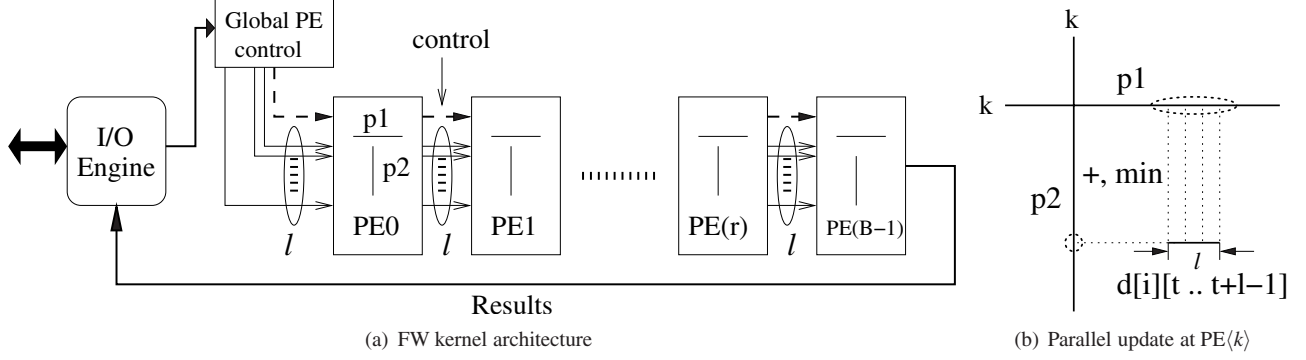 Global PE
control
control
I/O
Engine
p1
p2
PE0
l
l
PE1
PE(r)
l
PE(B−1)
Results
(a) FW kernel architecture
k
k
p1
p2
+, min
l
d[i][t .. t+l−1]
(b) Parallel update at PE⟨k⟩